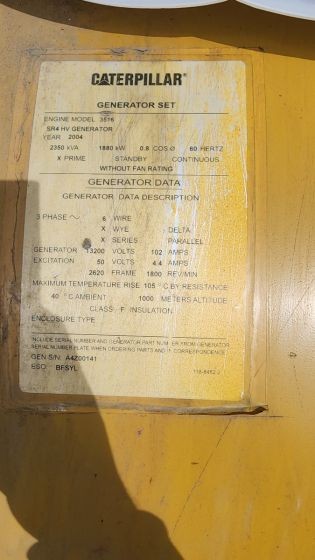 CATERPILLAR®
GENERATOR SET
ENGINE MODEL 3516
SR4 HV GENERATOR
YEAR 2004
2350 kVA 1880 kW 0.8 COS Ø 60 HERTZ
X PRIME STANDBY CONTINUOUS
WITHOUT FAN RATING
GENERATOR DATA
GENERATOR DATA DESCRIPTION
3 PHASE ~ 6 WIRE
X WYE DELTA
X SERIES PARALLEL
GENERATOR 13200 VOLTS 102 AMPS
EXCITATION 50 VOLTS 4.4 AMPS
2620 FRAME 1800 REV/MIN
MAXIMUM TEMPERATURE RISE 105 °C BY RESISTANCE
40 °C AMBIENT 1000 METERS ALTITUDE
CLASS F INSULATION
ENCLOSURE TYPE
INCLUDE SERIAL NUMBER AND GENERATOR PART NUMBER FROM GENERATOR
SERIAL NUMBER PLATE WHEN ORDERING PARTS AND IN CORRESPONDENCE
GEN S/N: A4Z00141
ESO: BFSYL